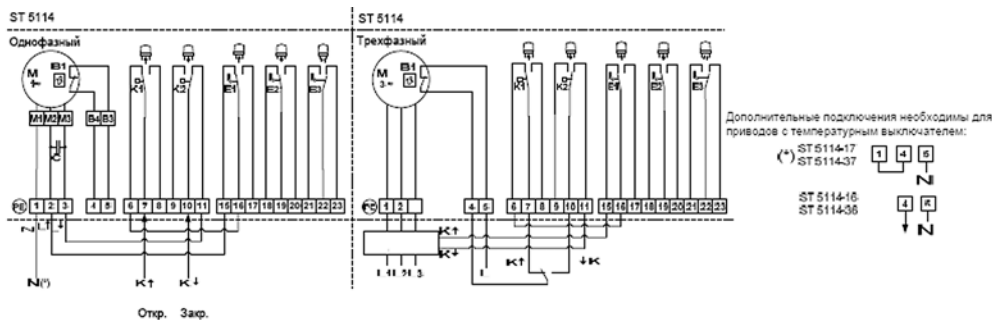 ST 5114
ST 5114
Однофазный
Трехфазный
M
1~
B1
K1
K2
E1
E2
E3
M1 M2 M3 B4 B3
C
PE 1 2 3 4 5 6 7 8 9 10 11 15 16 17 18 19 20 21 22 23
N(*)
K↑
K↓
Откр. Закр.
M
3~
B1
K1
K2
E1
E2
E3
PE 1 2 4 5 6 7 8 9 10 11 15 16 17 18 19 20 21 22 23
K↑
K↓
K↑
↓K
Дополнительные подключения необходимы для
приводов с температурным выключателем:
(*) ST 5114-17
ST 5114-37
1 4 5
N
ST 5114-16
ST 5114-36
4
N